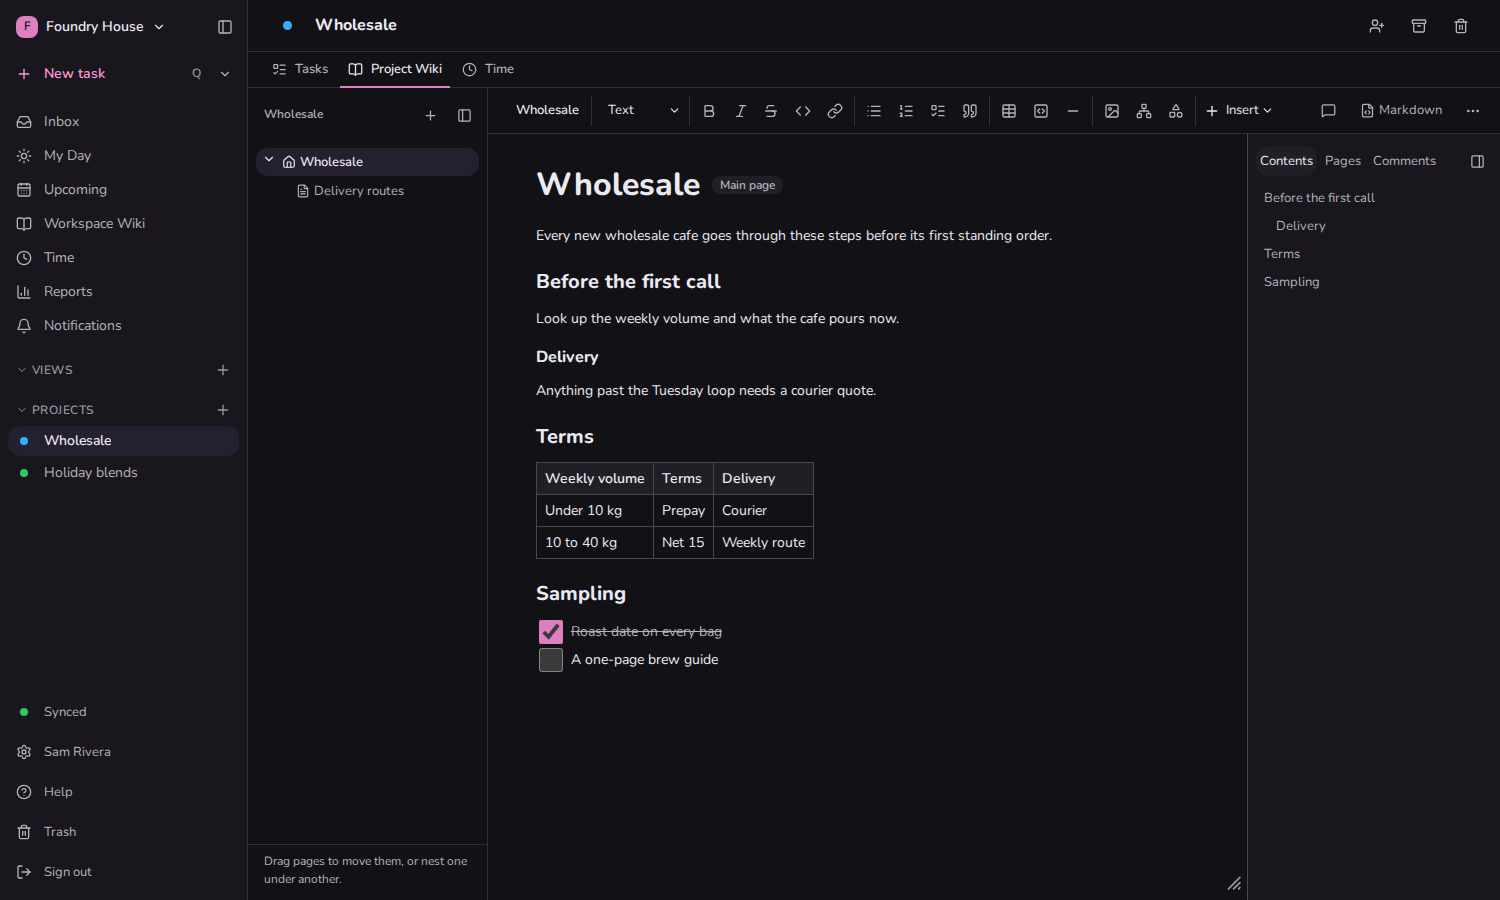 F Foundry House
New task Q
Inbox
My Day
Upcoming
Workspace Wiki
Time
Reports
Notifications
VIEWS
PROJECTS
Wholesale
Holiday blends
Synced
Sam Rivera
Help
Trash
Sign out
Wholesale
Tasks Project Wiki Time
Wholesale
Wholesale
Delivery routes
Drag pages to move them, or nest one
under another.
Wholesale Text Insert Markdown
Wholesale Main page
Every new wholesale cafe goes through these steps before its first standing order.
Before the first call
Look up the weekly volume and what the cafe pours now.
Delivery
Anything past the Tuesday loop needs a courier quote.
Terms
Weekly volume Terms Delivery
Under 10 kg Prepay Courier
10 to 40 kg Net 15 Weekly route
Sampling
Roast date on every bag
A one-page brew guide
Contents Pages Comments
Before the first call
Delivery
Terms
Sampling